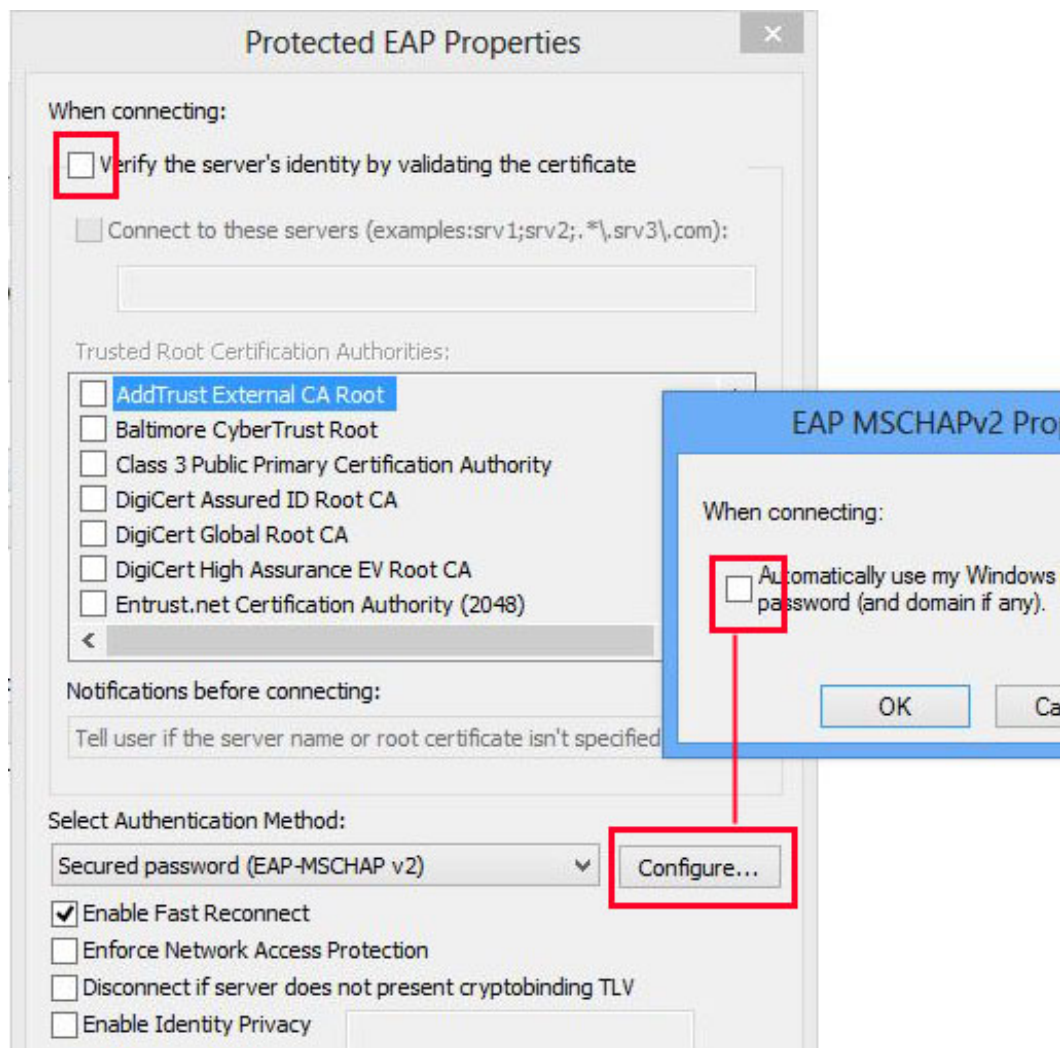 Protected EAP Properties
When connecting:
Verify the server's identity by validating the certificate
Connect to these servers (examples:srv1;srv2;.*\.srv3\.com):
Trusted Root Certification Authorities:
AddTrust External CA Root
Baltimore CyberTrust Root
Class 3 Public Primary Certification Authority
DigiCert Assured ID Root CA
DigiCert Global Root CA
DigiCert High Assurance EV Root CA
Entrust.net Certification Authority (2048)
Notifications before connecting:
Tell user if the server name or root certificate isn't specified
Select Authentication Method:
Secured password (EAP-MSCHAP v2)
Configure...
Enable Fast Reconnect
Enforce Network Access Protection
Disconnect if server does not present cryptobinding TLV
Enable Identity Privacy
EAP MSCHAPv2 Pro
When connecting:
Automatically use my Windows
password (and domain if any).
OK
Ca